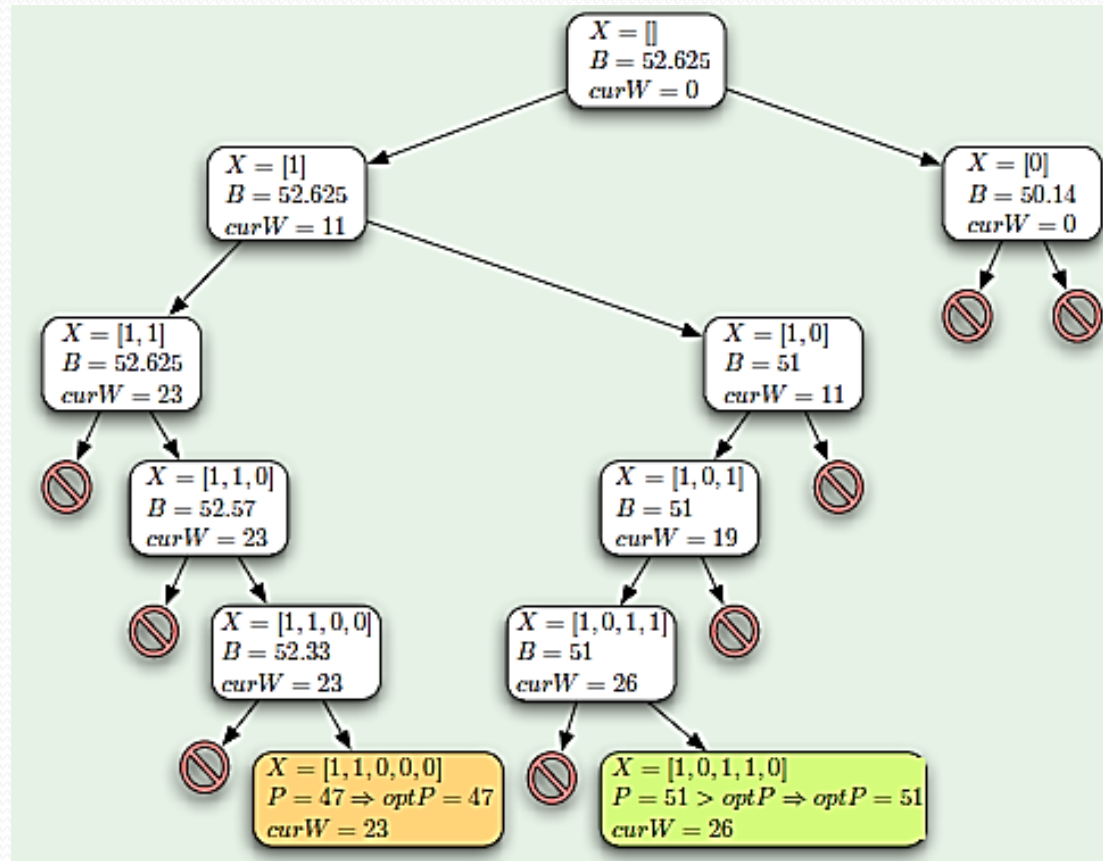 X = []
B = 52.625
curW = 0
X = [1]
B = 52.625
curW = 11
X = [0]
B = 50.14
curW = 0
X = [1, 1]
B = 52.625
curW = 23
X = [1, 0]
B = 51
curW = 11
X = [1, 1, 0]
B = 52.57
curW = 23
X = [1, 0, 1]
B = 51
curW = 19
X = [1, 1, 0, 0]
B = 52.33
curW = 23
X = [1, 0, 1, 1]
B = 51
curW = 26
X = [1, 1, 0, 0, 0]
P = 47 ⇒ optP = 47
curW = 23
X = [1, 0, 1, 1, 0]
P = 51 > optP ⇒ optP = 51
curW = 26